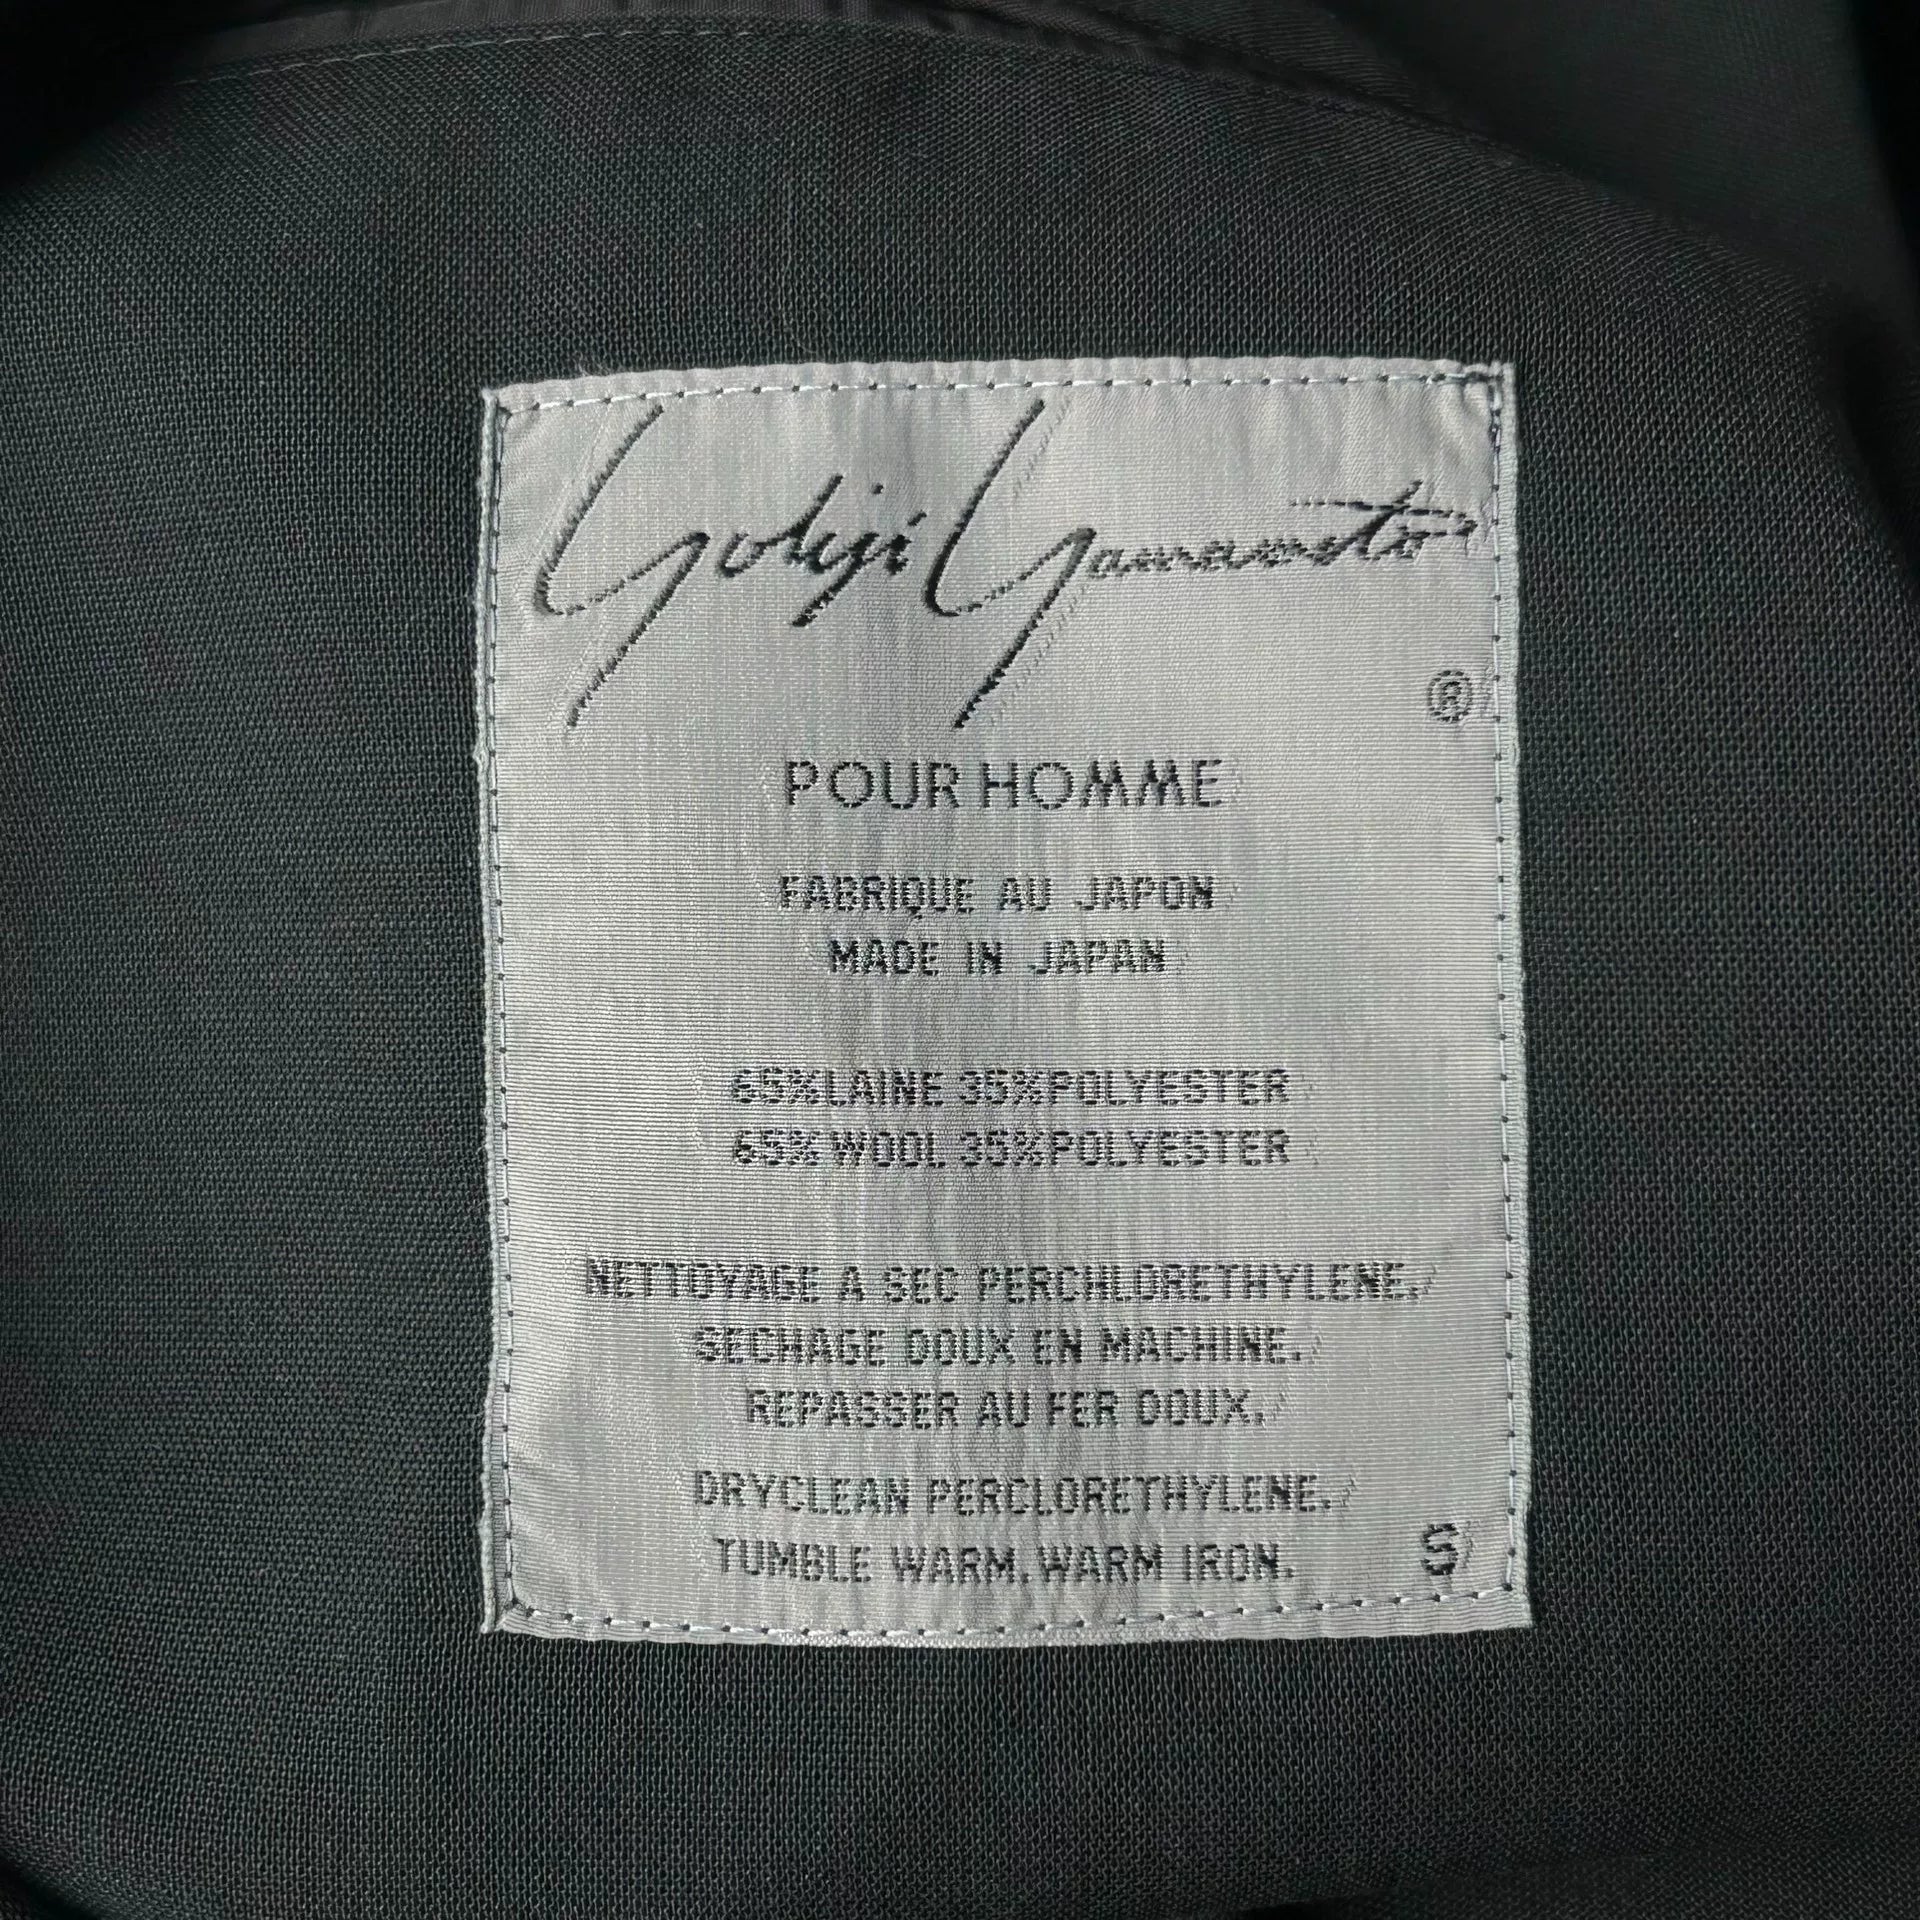 Yohji Yamamoto
®
POUR HOMME
FABRIQUE AU JAPON
MADE IN JAPAN
65%LAINE 35%POLYESTER
65%WOOL 35%POLYESTER
NETTOYAGE A SEC PERCHLORETHYLENE.
SECHAGE DOUX EN MACHINE.
REPASSER AU FER DOUX.
DRYCLEAN PERCLORETHYLENE.
TUMBLE WARM.WARM IRON.
S